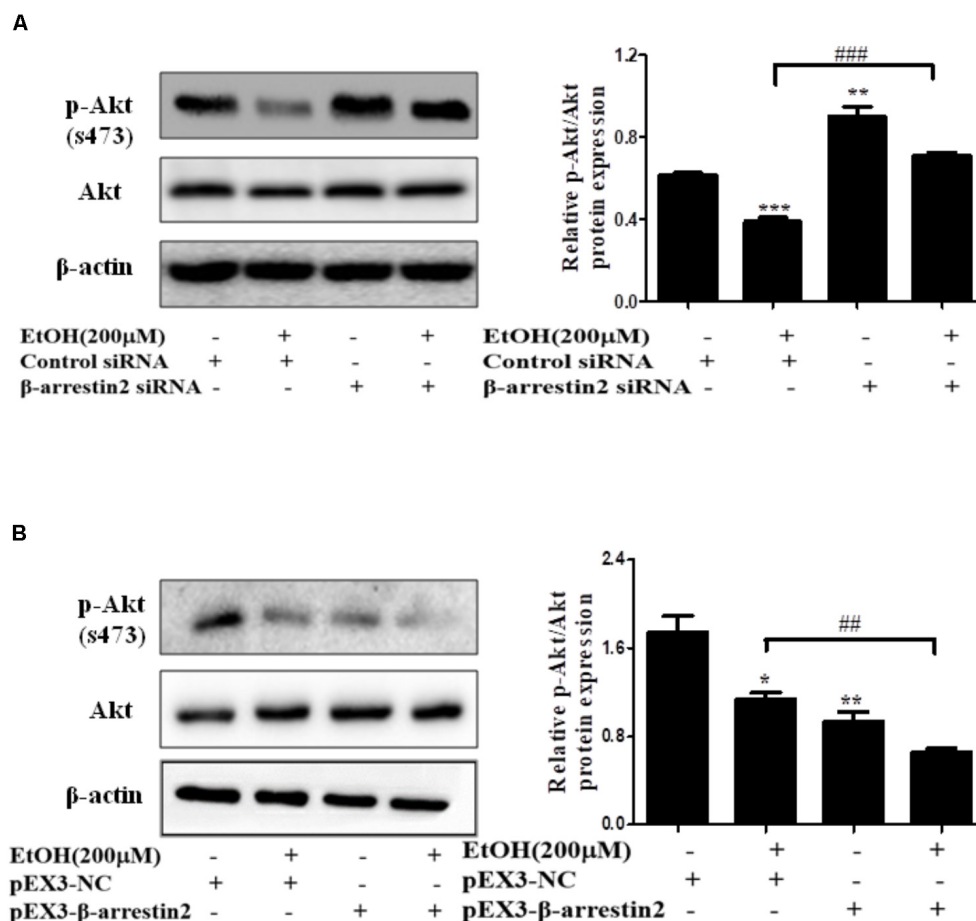 A
p-Akt
(s473)
Akt
β-actin
EtOH(200μM) - + - +
Control siRNA + + - -
β-arrestin2 siRNA - - + +
Relative p-Akt/Akt
protein expression
1.2
0.8
0.4
0.0
***
**
###
EtOH(200μM) - + - +
Control siRNA + + - -
β-arrestin2 siRNA - - + +
B
p-Akt
(s473)
Akt
β-actin
EtOH(200μM) - + - +
pEX3-NC + + - -
pEX3-β-arrestin2 - - + +
Relative p-Akt/Akt
protein expression
2.4
1.6
0.8
0.0
*
**
##
EtOH(200μM) - + - +
pEX3-NC + + - -
pEX3-β-arrestin2 - - + +